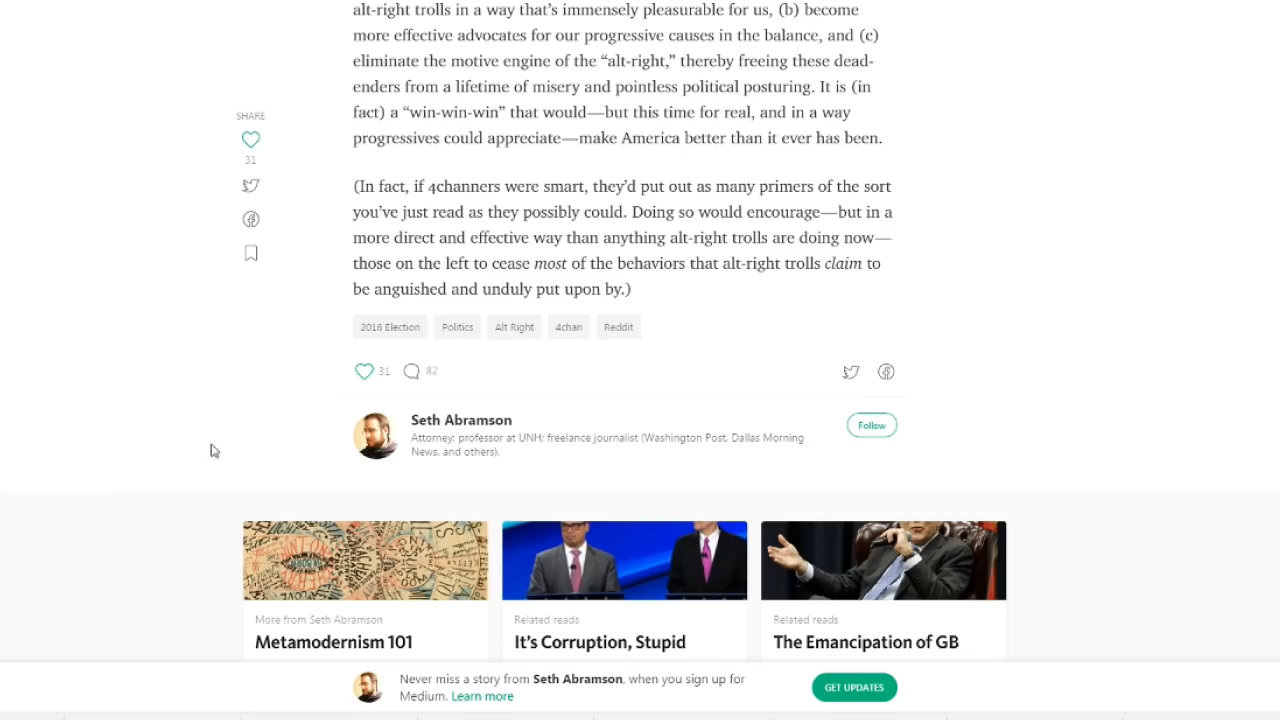 alt-right trolls in a way that’s immensely pleasurable for us, (b) become
more effective advocates for our progressive causes in the balance, and (c)
eliminate the motive engine of the “alt-right,” thereby freeing these dead-
enders from a lifetime of misery and pointless political posturing. It is (in
fact) a “win-win-win” that would—but this time for real, and in a way
progressives could appreciate—make America better than it ever has been.
SHARE
31
(In fact, if 4channers were smart, they’d put out as many primers of the sort
you’ve just read as they possibly could. Doing so would encourage—but in a
more direct and effective way than anything alt-right trolls are doing now—
those on the left to cease most of the behaviors that alt-right trolls claim to
be anguished and unduly put upon by.)
2016 Election Politics Alt Right 4chan Reddit
31 82
Seth Abramson
Attorney; professor at UNH; freelance journalist (Washington Post, Dallas Morning
News, and others).
Follow
More from Seth Abramson
Metamodernism 101
Related reads
It’s Corruption, Stupid
Related reads
The Emancipation of GB
Never miss a story from Seth Abramson, when you sign up for
Medium. Learn more
GET UPDATES